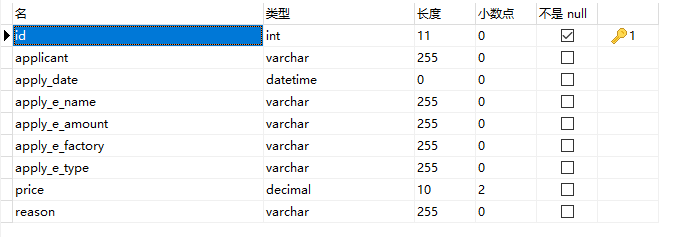 名 类型 长度 小数点 不是 null
id int 11 0 1
applicant varchar 255 0
apply_date datetime 0 0
apply_e_name varchar 255 0
apply_e_amount varchar 255 0
apply_e_factory varchar 255 0
apply_e_type varchar 255 0
price decimal 10 2
reason varchar 255 0